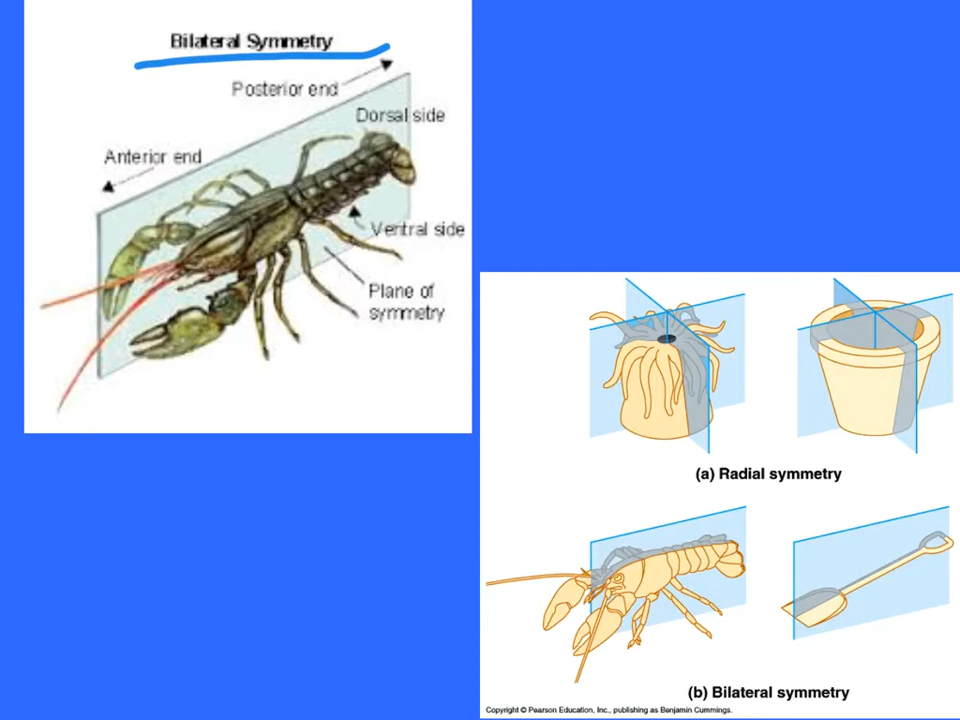 Bilateral Symmetry
Posterior end
Dorsal side
Anterior end
Ventral side
Plane of
symmetry
(a) Radial symmetry
(b) Bilateral symmetry
Copyright © Pearson Education, Inc., publishing as Benjamin Cummings.